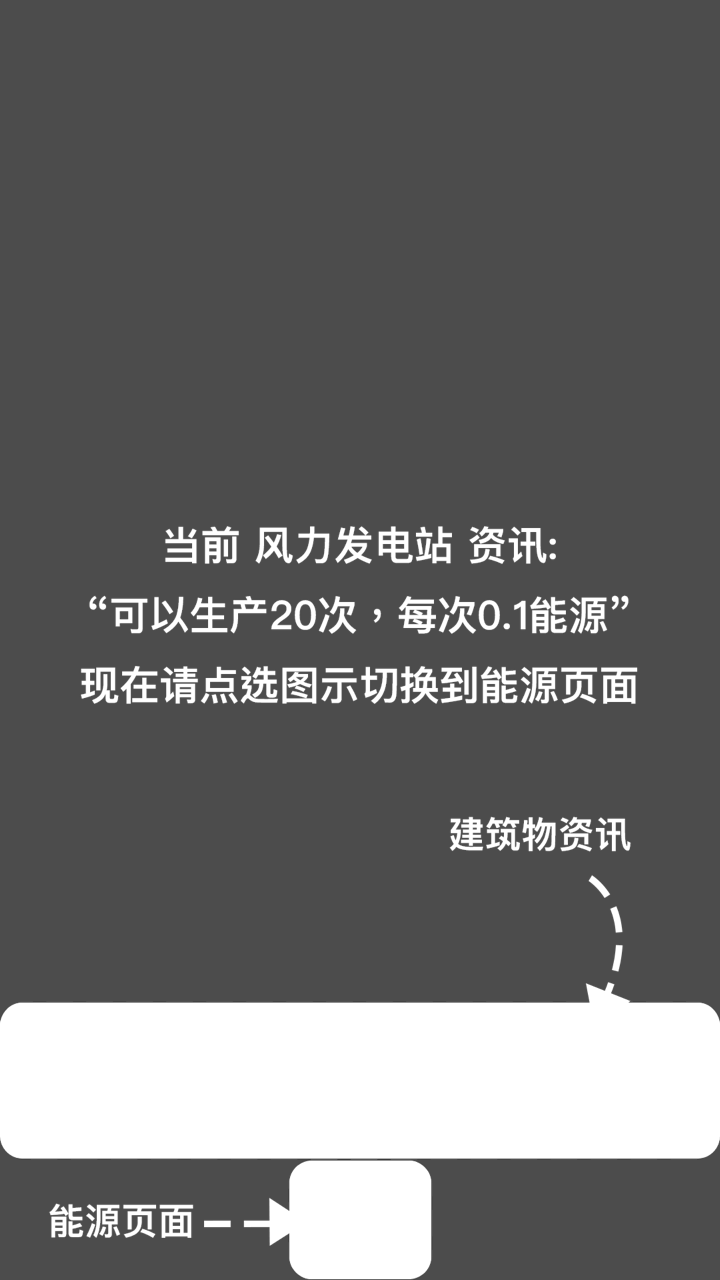 当前 风力发电站 资讯:
“可以生产20次，每次0.1能源”
现在请点选图示切换到能源页面
建筑物资讯
能源页面